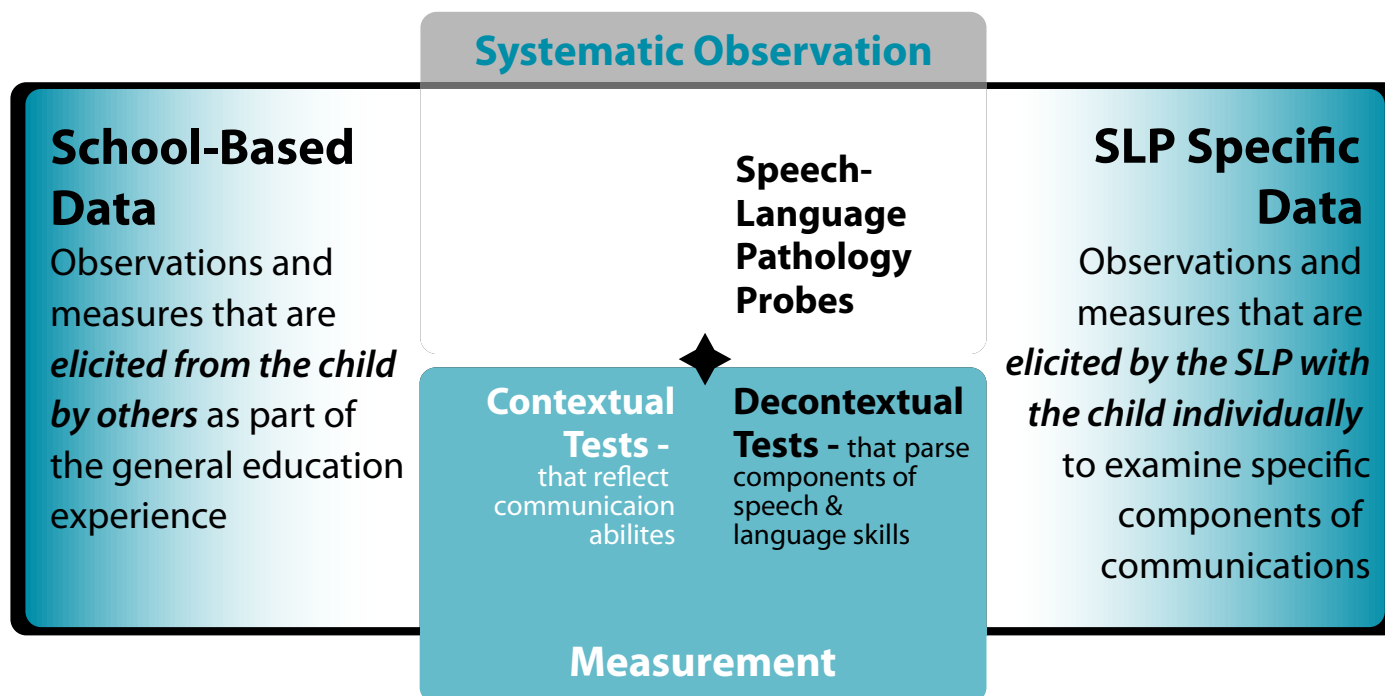 Systematic Observation
School-Based
Data
Observations and
measures that are
elicited from the child
by others as part of
the general education
experience
Speech-
Language
Pathology
Probes
Contextual
Tests -
that reflect
communicaion
abilites
Decontextual
Tests - that parse
components of
speech &
language skills
Measurement
SLP Specific
Data
Observations and
measures that are
elicited by the SLP with
the child individually
to examine specific
components of
communications